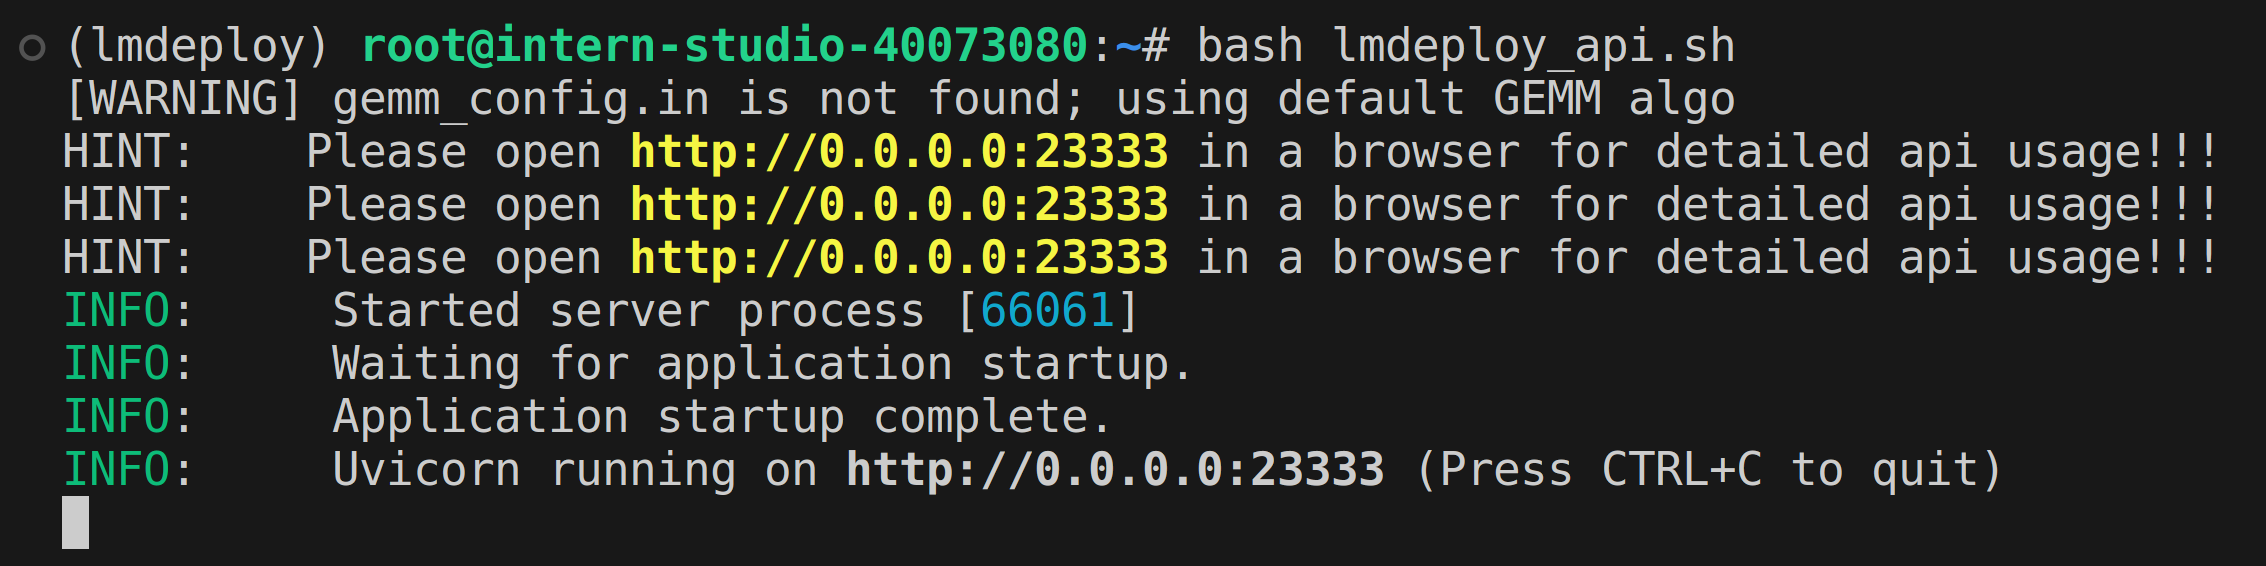 (lmdeploy) root@intern-studio-40073080:~# bash lmdeploy_api.sh
[WARNING] gemm_config.in is not found; using default GEMM algo
HINT:    Please open http://0.0.0.0:23333 in a browser for detailed api usage!!!
HINT:    Please open http://0.0.0.0:23333 in a browser for detailed api usage!!!
HINT:    Please open http://0.0.0.0:23333 in a browser for detailed api usage!!!
INFO:     Started server process [66061]
INFO:     Waiting for application startup.
INFO:     Application startup complete.
INFO:     Uvicorn running on http://0.0.0.0:23333 (Press CTRL+C to quit)